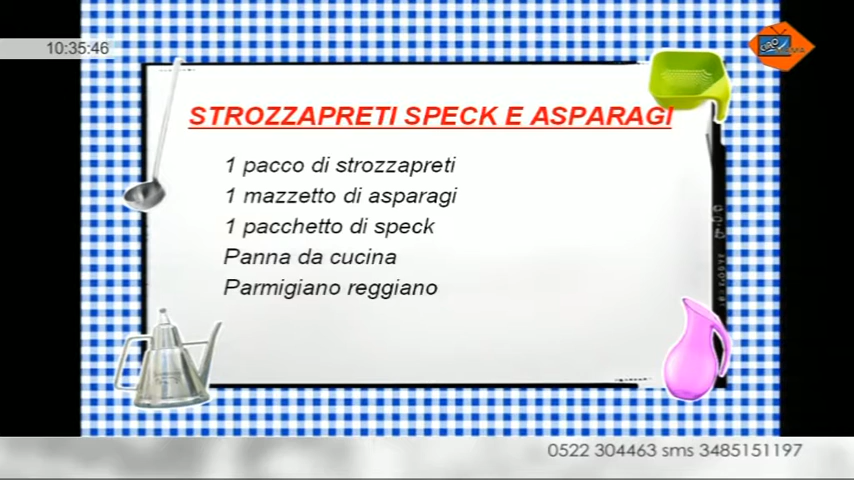 10:35:46
STROZZAPRETI SPECK E ASPARAGI
1 pacco di strozzapreti
1 mazzetto di asparagi
1 pacchetto di speck
Panna da cucina
Parmigiano reggiano
0522 304463 sms 3485151197